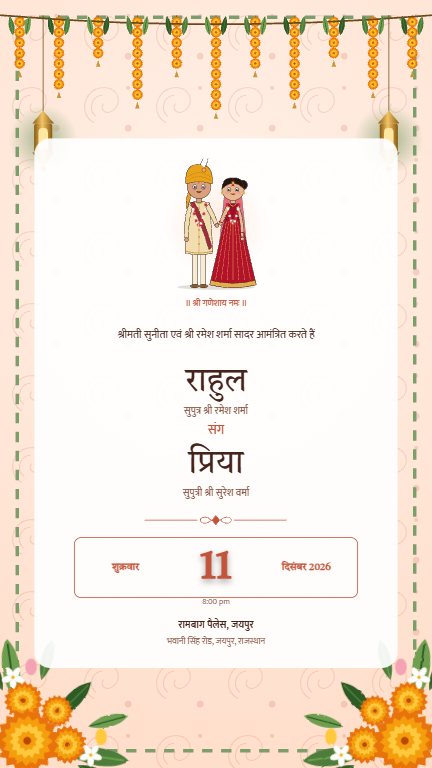 ॥ श्री गणेशाय नमः ॥
श्रीमती सुनीता एवं श्री रमेश शर्मा सादर आमंत्रित करते हैं
राहुल
सुपुत्र श्री रमेश शर्मा
संग
प्रिया
सुपुत्री श्री सुरेश वर्मा
शुक्रवार 11 दिसंबर 2026
8:00 pm
रामबाग पैलेस, जयपुर
भवानी सिंह रोड, जयपुर, राजस्थान